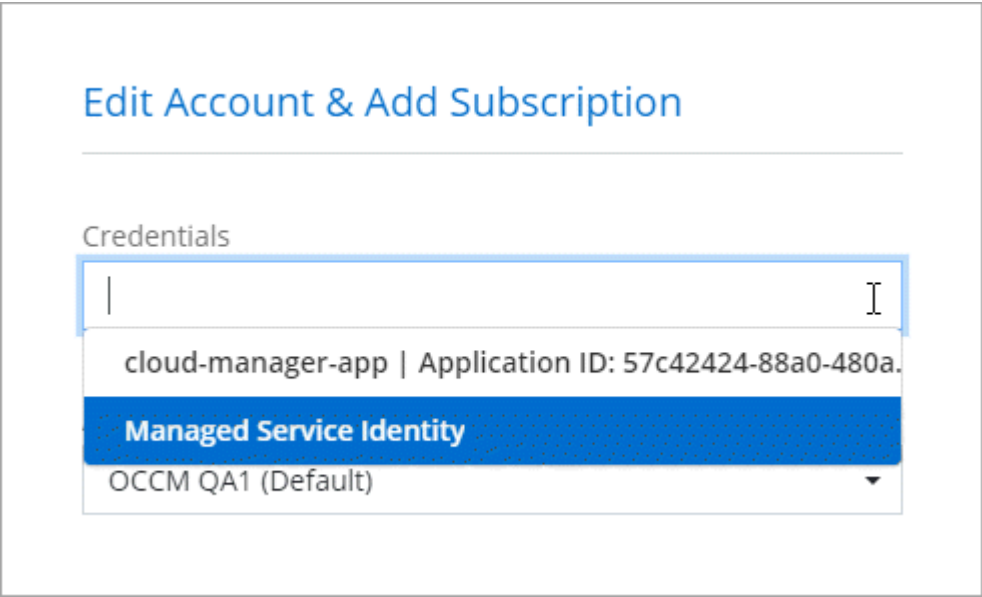 Edit Account & Add Subscription
Credentials
cloud-manager-app | Application ID: 57c42424-88a0-480a.
Managed Service Identity
OCCM QA1 (Default)